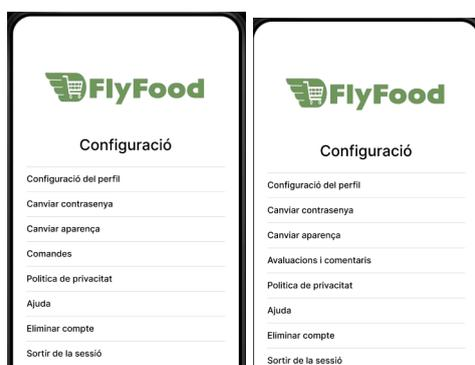 FlyFood
Configuració
Configuració del perfil
Canviar contrasenya
Canviar aparença
Comandes
Politica de privacitat
Ajuda
Eliminar compte
Sortir de la sessió
FlyFood
Configuració
Configuració del perfil
Canviar contrasenya
Canviar aparença
Avaluacions i comentaris
Politica de privacitat
Ajuda
Eliminar compte
Sortir de la sessió